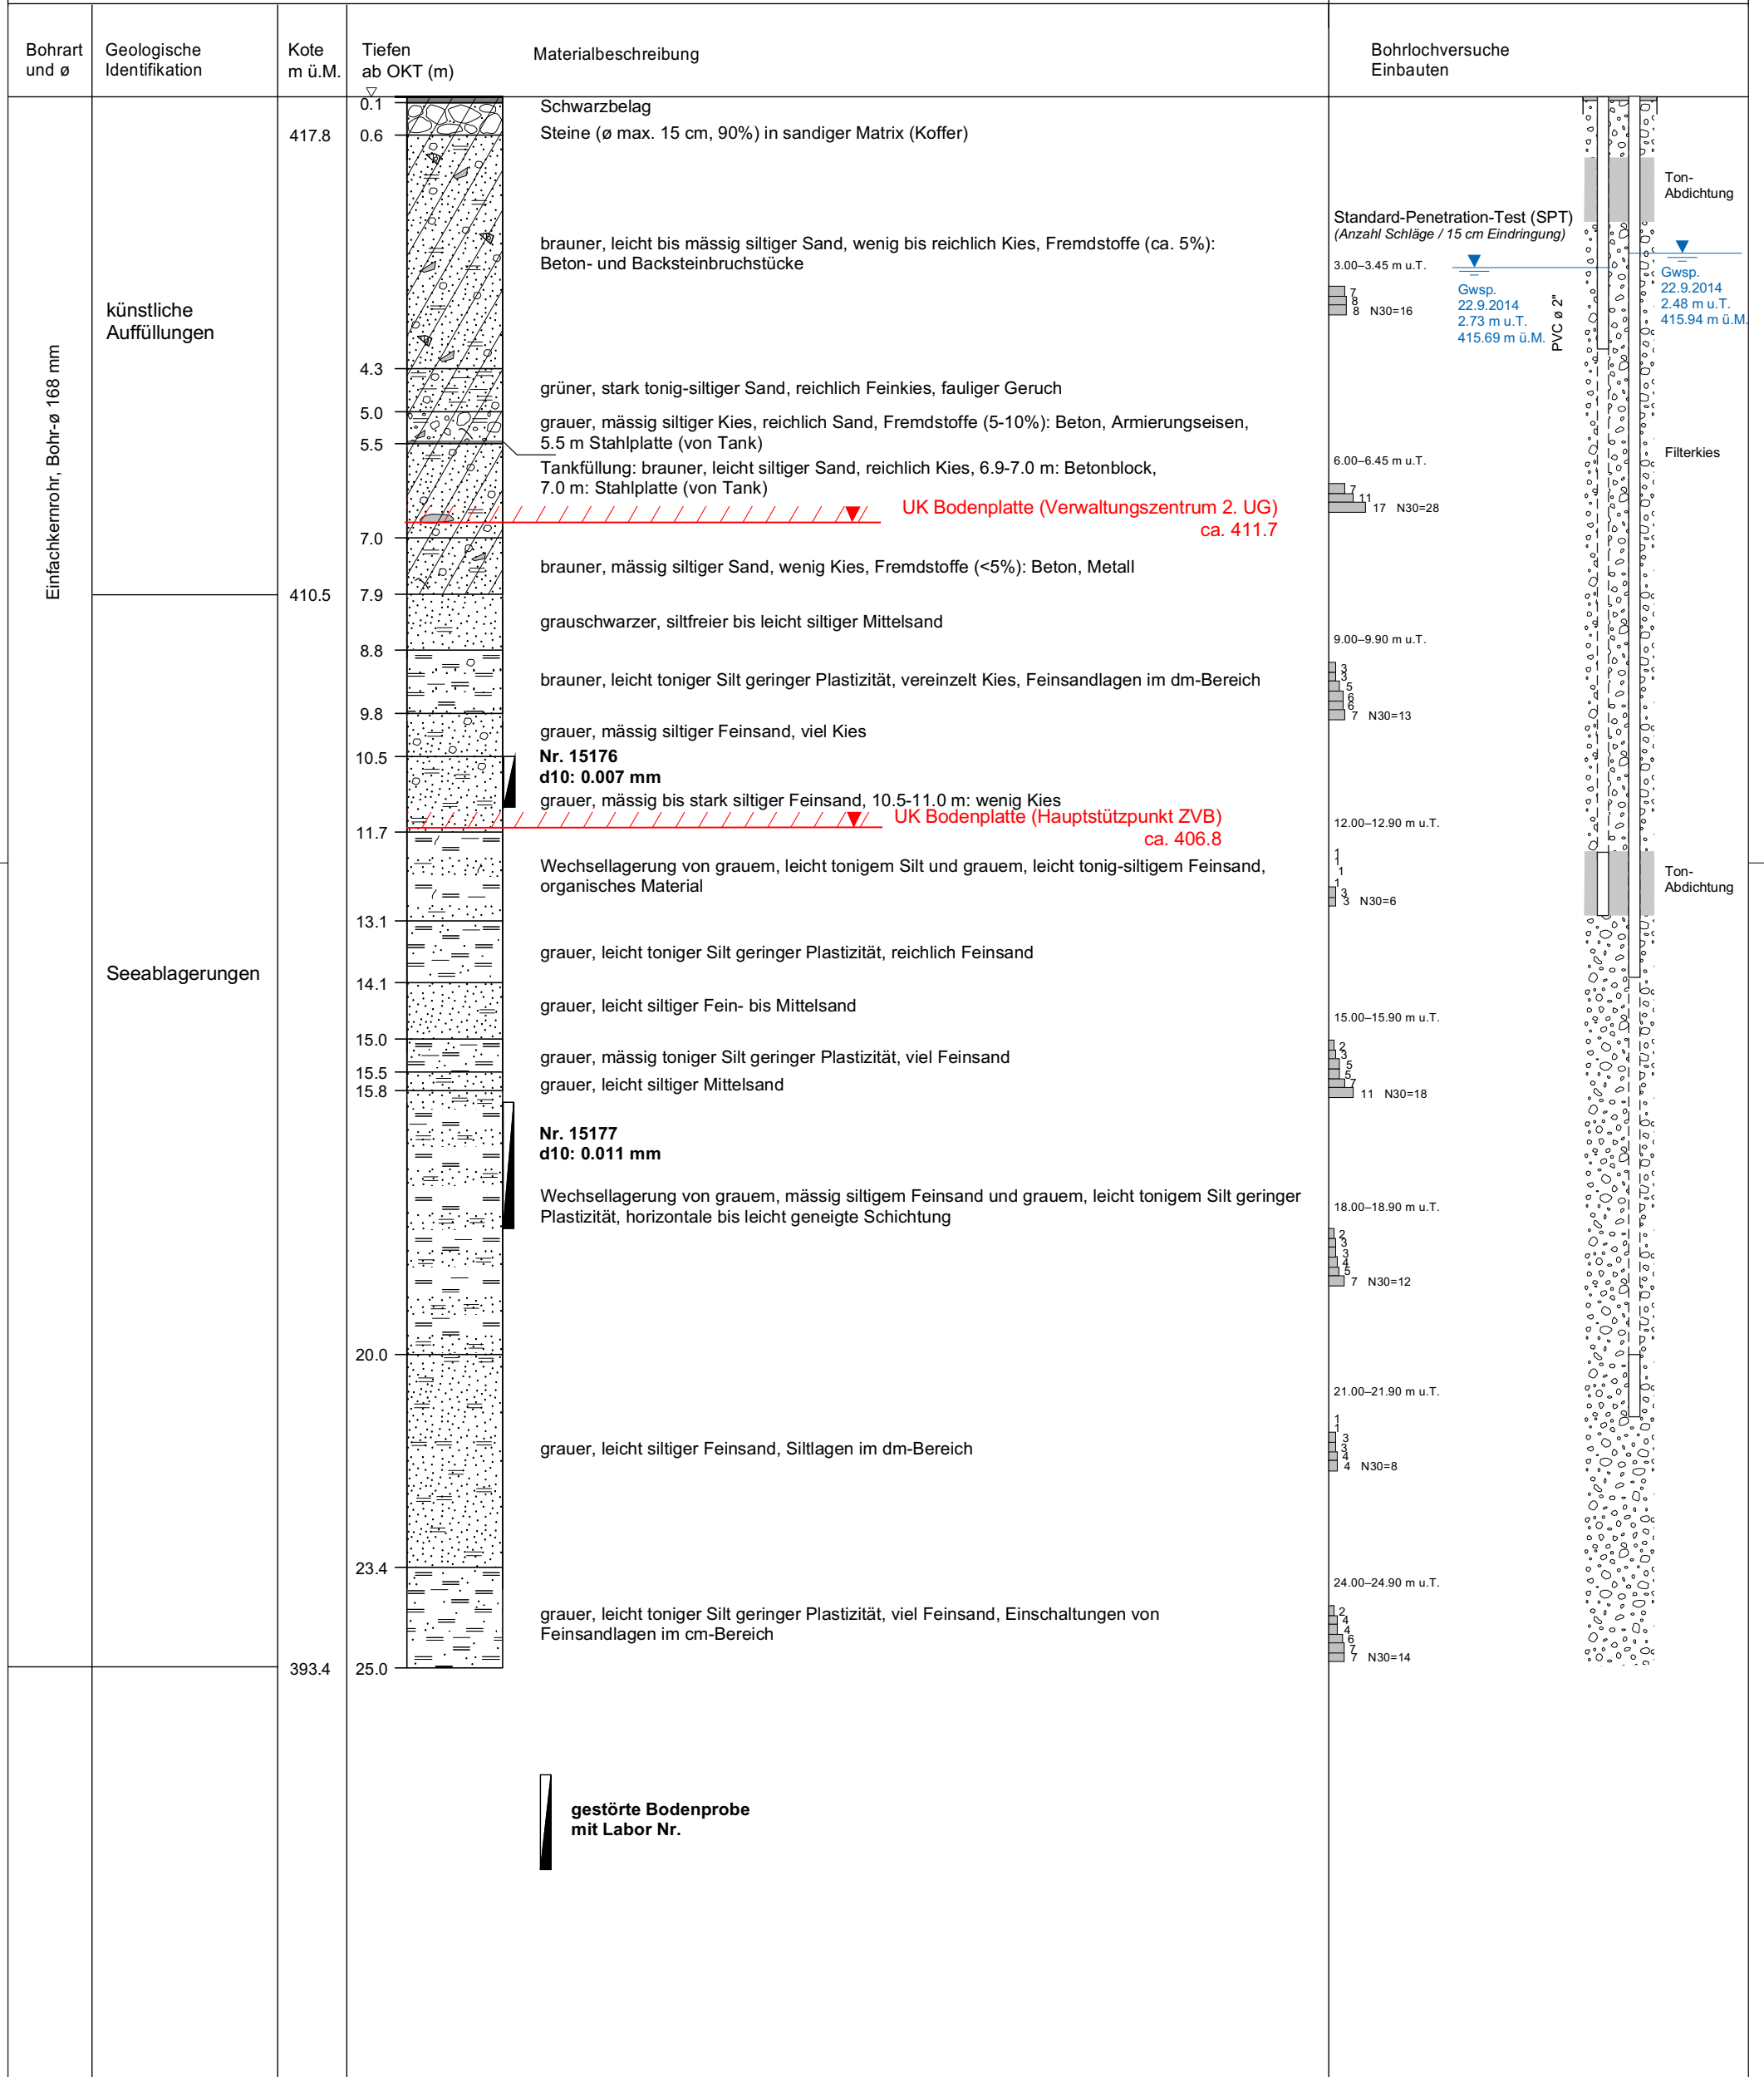 Bohrart
und ø
Geologische
Identifikation
Kote
m ü.M.
Tiefen
ab OKT (m)
Materialbeschreibung
Bohrlochversuche
Einbauten
Einfachkernrohr, Bohr-ø 168 mm
künstliche
Auffüllungen
Seeablagerungen
417.8
410.5
393.4
0.1
0.6
4.3
5.0
5.5
7.0
7.9
8.8
9.8
10.5
11.7
13.1
14.1
15.0
15.5
15.8
20.0
23.4
25.0
Schwarzbelag
Steine (ø max. 15 cm, 90%) in sandiger Matrix (Koffer)
brauner, leicht bis mässig siltiger Sand, wenig bis reichlich Kies, Fremdstoffe (ca. 5%):
Beton- und Backsteinbruchstücke
grüner, stark tonig-siltiger Sand, reichlich Feinkies, fauliger Geruch
grauer, mässig siltiger Kies, reichlich Sand, Fremdstoffe (5-10%): Beton, Armierungseisen,
5.5 m Stahlplatte (von Tank)
Tankfüllung: brauner, leicht siltiger Sand, reichlich Kies, 6.9-7.0 m: Betonblock,
7.0 m: Stahlplatte (von Tank)
UK Bodenplatte (Verwaltungszentrum 2. UG)
ca. 411.7
brauner, mässig siltiger Sand, wenig Kies, Fremdstoffe (<5%): Beton, Metall
grauschwarzer, siltfreier bis leicht siltiger Mittelsand
brauner, leicht toniger Silt geringer Plastizität, vereinzelt Kies, Feinsandlagen im dm-Bereich
grauer, mässig siltiger Feinsand, viel Kies
Nr. 15176
d10: 0.007 mm
grauer, mässig bis stark siltiger Feinsand, 10.5-11.0 m: wenig Kies
UK Bodenplatte (Hauptstützpunkt ZVB)
ca. 406.8
Wechsellagerung von grauem, leicht tonigem Silt und grauem, leicht tonig-siltigem Feinsand,
organisches Material
grauer, leicht toniger Silt geringer Plastizität, reichlich Feinsand
grauer, leicht siltiger Fein- bis Mittelsand
grauer, mässig toniger Silt geringer Plastizität, viel Feinsand
grauer, leicht siltiger Mittelsand
Nr. 15177
d10: 0.011 mm
Wechsellagerung von grauem, mässig siltigem Feinsand und grauem, leicht tonigem Silt geringer
Plastizität, horizontale bis leicht geneigte Schichtung
grauer, leicht siltiger Feinsand, Siltlagen im dm-Bereich
grauer, leicht toniger Silt geringer Plastizität, viel Feinsand, Einschaltungen von
Feinsandlagen im cm-Bereich
gestörte Bodenprobe
mit Labor Nr.
Standard-Penetration-Test (SPT)
(Anzahl Schläge / 15 cm Eindringung)
3.00–3.45 m u.T.
7
8
8 N30=16
6.00–6.45 m u.T.
7
11
17 N30=28
9.00–9.90 m u.T.
3
3
5
6
6
7 N30=13
12.00–12.90 m u.T.
1
1
1
1
3
3 N30=6
15.00–15.90 m u.T.
2
3
5
5
7
11 N30=18
18.00–18.90 m u.T.
2
3
3
4
5
7 N30=12
21.00–21.90 m u.T.
1
1
3
3
4
4 N30=8
24.00–24.90 m u.T.
2
4
4
6
7
7 N30=14
Gwsp.
22.9.2014
2.73 m u.T.
415.69 m ü.M.
PVC ø 2"
Gwsp.
22.9.2014
2.48 m u.T.
415.94 m ü.M.
Ton-
Abdichtung
Filterkies
Ton-
Abdichtung